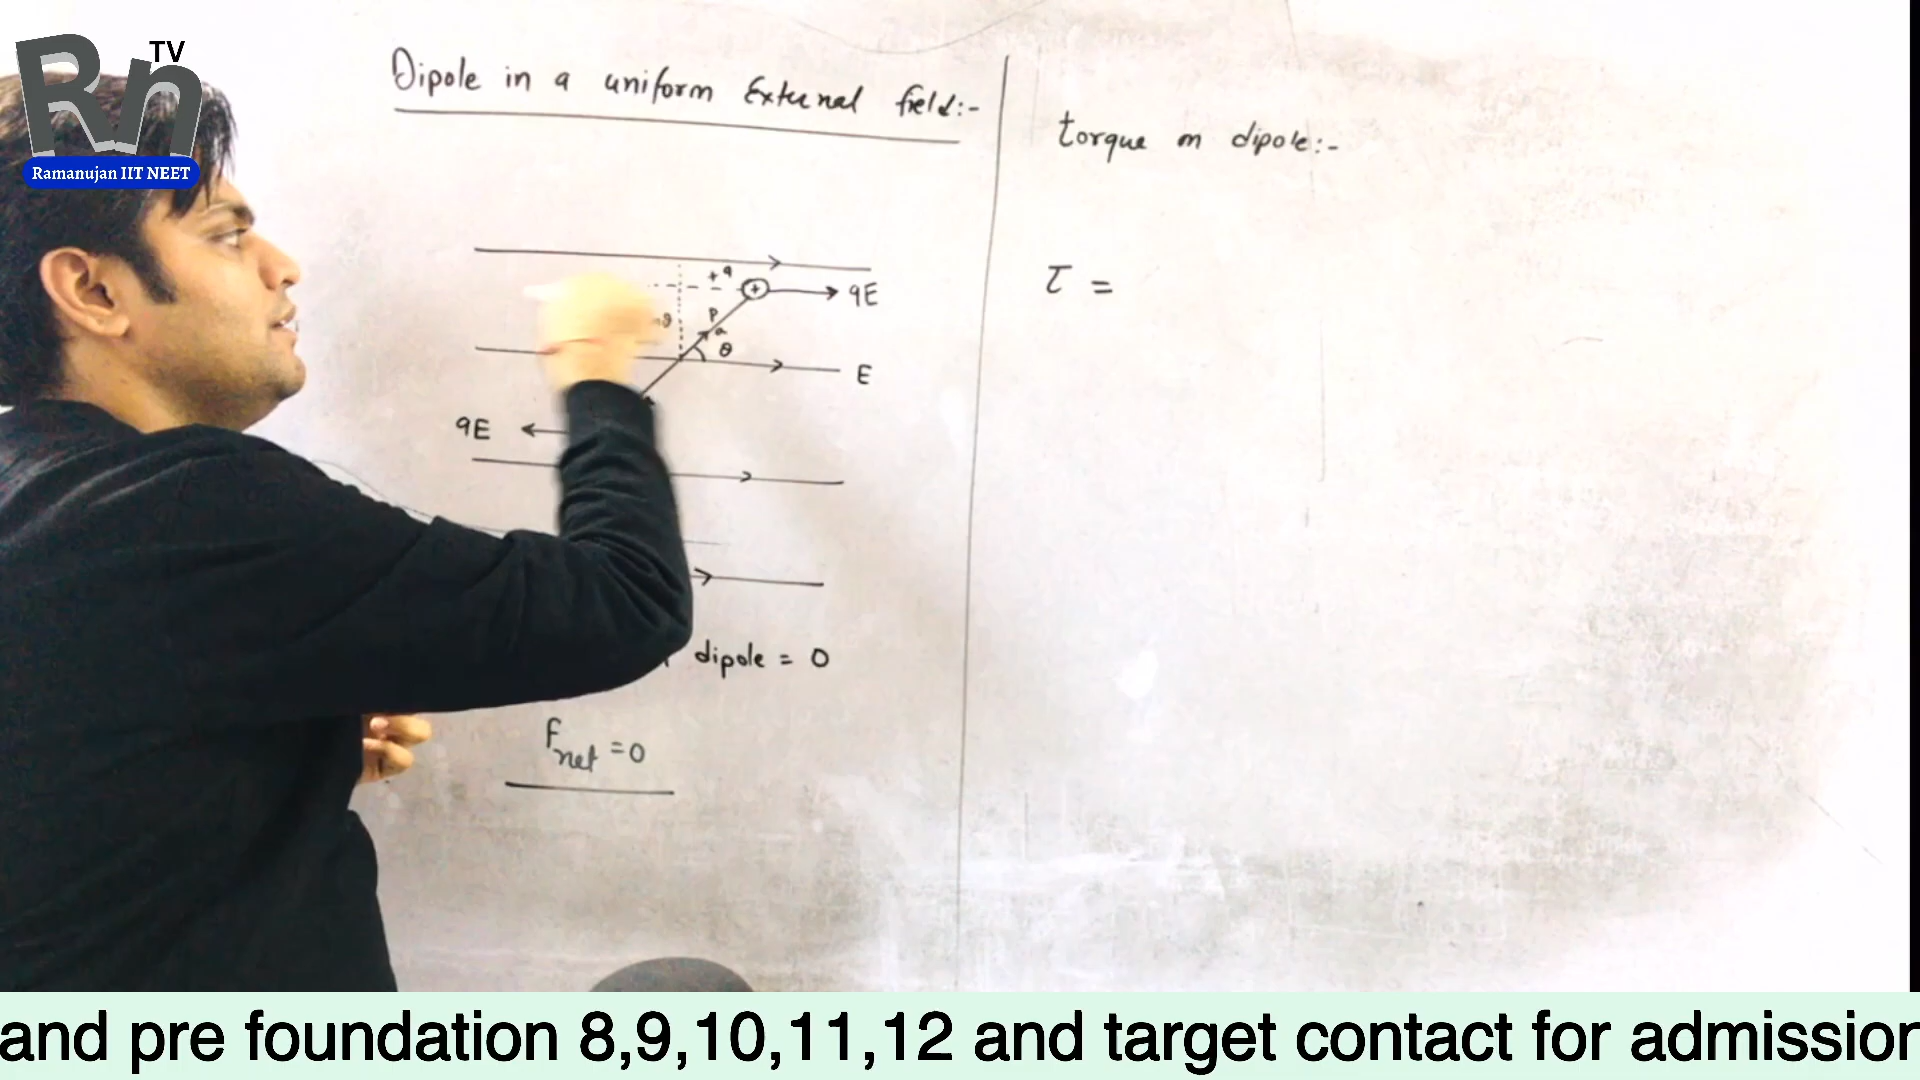 TV
Rn
Ramanujan IIT NEET
Dipole in a uniform External field:-
+q
qE
P
a
θ
E
qE
dipole = 0
Fnet = 0
torque on dipole:-
τ =
and pre foundation 8,9,10,11,12 and target contact for admission